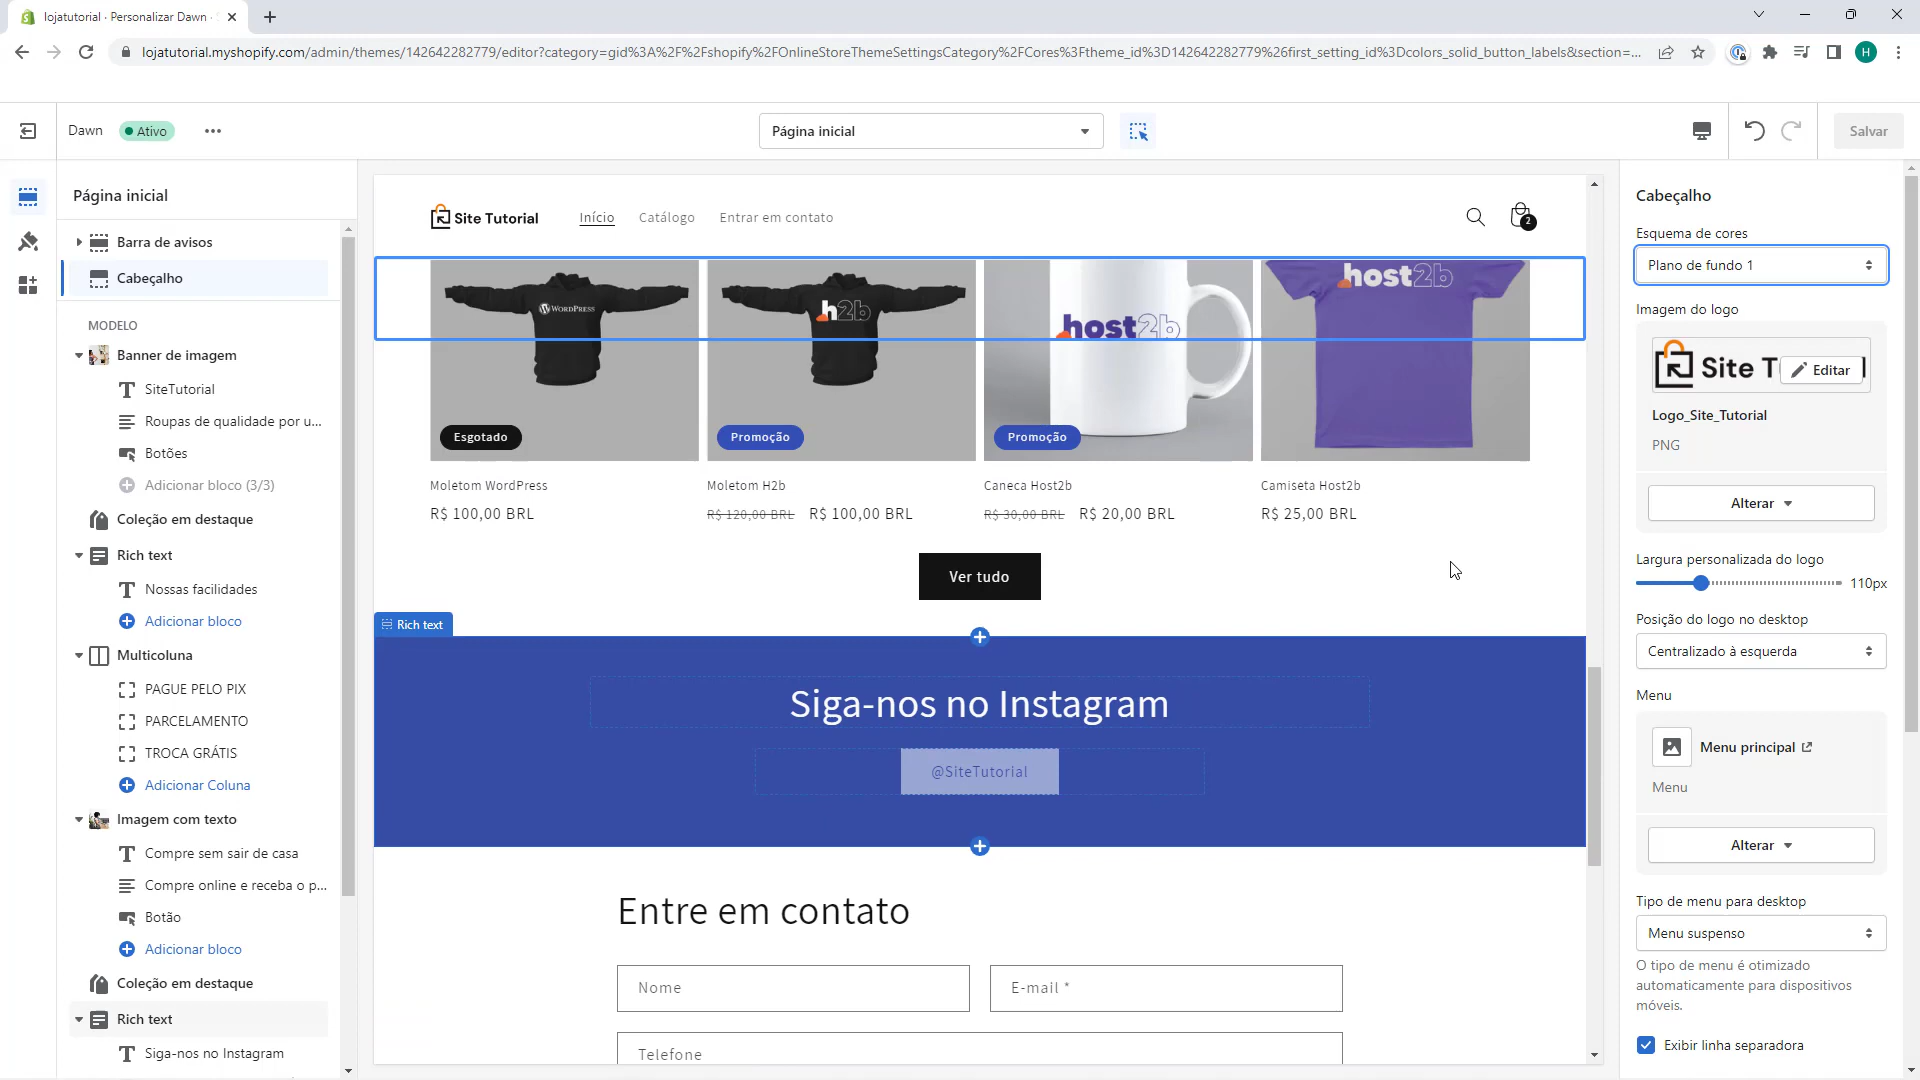 lojatutorial · Personalizar Dawn ·
lojatutorial.myshopify.com/admin/themes/142642282779/editor?category=gid%3A%2F%2Fshopify%2FOnlineStoreThemeSettingsCategory%2FCores%3Ftheme_id%3D142642282779%26first_setting_id%3Dcolors_solid_button_labels&section=...
H
Dawn
Ativo
Página inicial
Salvar
Página inicial
Barra de avisos
Cabeçalho
MODELO
Banner de imagem
SiteTutorial
Roupas de qualidade por u...
Botões
Adicionar bloco (3/3)
Coleção em destaque
Rich text
Nossas facilidades
Adicionar bloco
Multicoluna
PAGUE PELO PIX
PARCELAMENTO
TROCA GRÁTIS
Adicionar Coluna
Imagem com texto
Compre sem sair de casa
Compre online e receba o p...
Botão
Adicionar bloco
Coleção em destaque
Rich text
Siga-nos no Instagram
Site Tutorial
Início
Catálogo
Entrar em contato
2
WORDPRESS
h2b
host2b
host2b
Esgotado
Promoção
Promoção
Moletom WordPress
Moletom H2b
Caneca Host2b
Camiseta Host2b
R$ 100,00 BRL
R$ 120,00 BRL R$ 100,00 BRL
R$ 30,00 BRL R$ 20,00 BRL
R$ 25,00 BRL
Ver tudo
Rich text
Siga-nos no Instagram
@SiteTutorial
Entre em contato
Nome
E-mail *
Telefone
Cabeçalho
Esquema de cores
Plano de fundo 1
Imagem do logo
Site T
Editar
Logo_Site_Tutorial
PNG
Alterar
Largura personalizada do logo
110px
Posição do logo no desktop
Centralizado à esquerda
Menu
Menu principal
Menu
Alterar
Tipo de menu para desktop
Menu suspenso
O tipo de menu é otimizado
automaticamente para dispositivos
móveis.
Exibir linha separadora